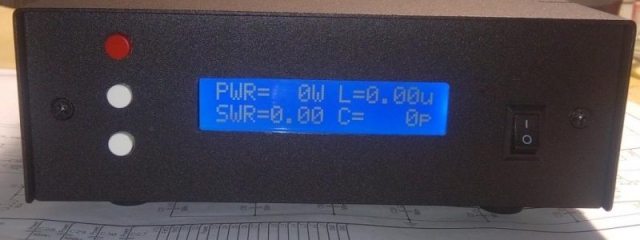 PWR= 0W L=0.00u
SWR=0.00 C= 0p